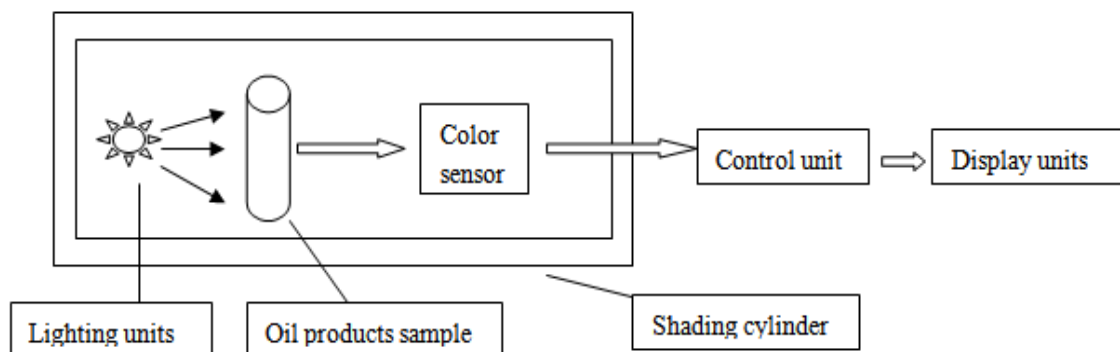 Color
sensor
Control unit
Display units
Lighting units
Oil products sample
Shading cylinder